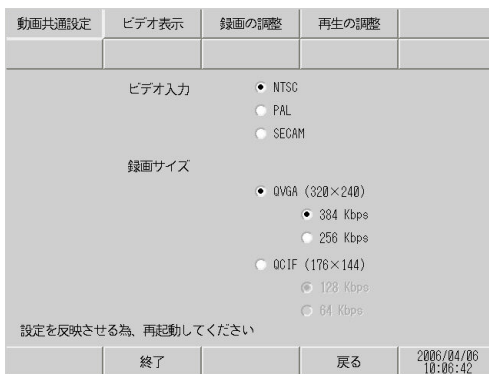 動画共通設定 ビデオ表示 録画の調整 再生の調整
ビデオ入力 NTSC
PAL
SECAM
録画サイズ
QVGA (320×240)
384 Kbps
256 Kbps
QCIF (176×144)
128 Kbps
64 Kbps
設定を反映させる為、再起動してください
終了 戻る 2006/04/06
10:06:42